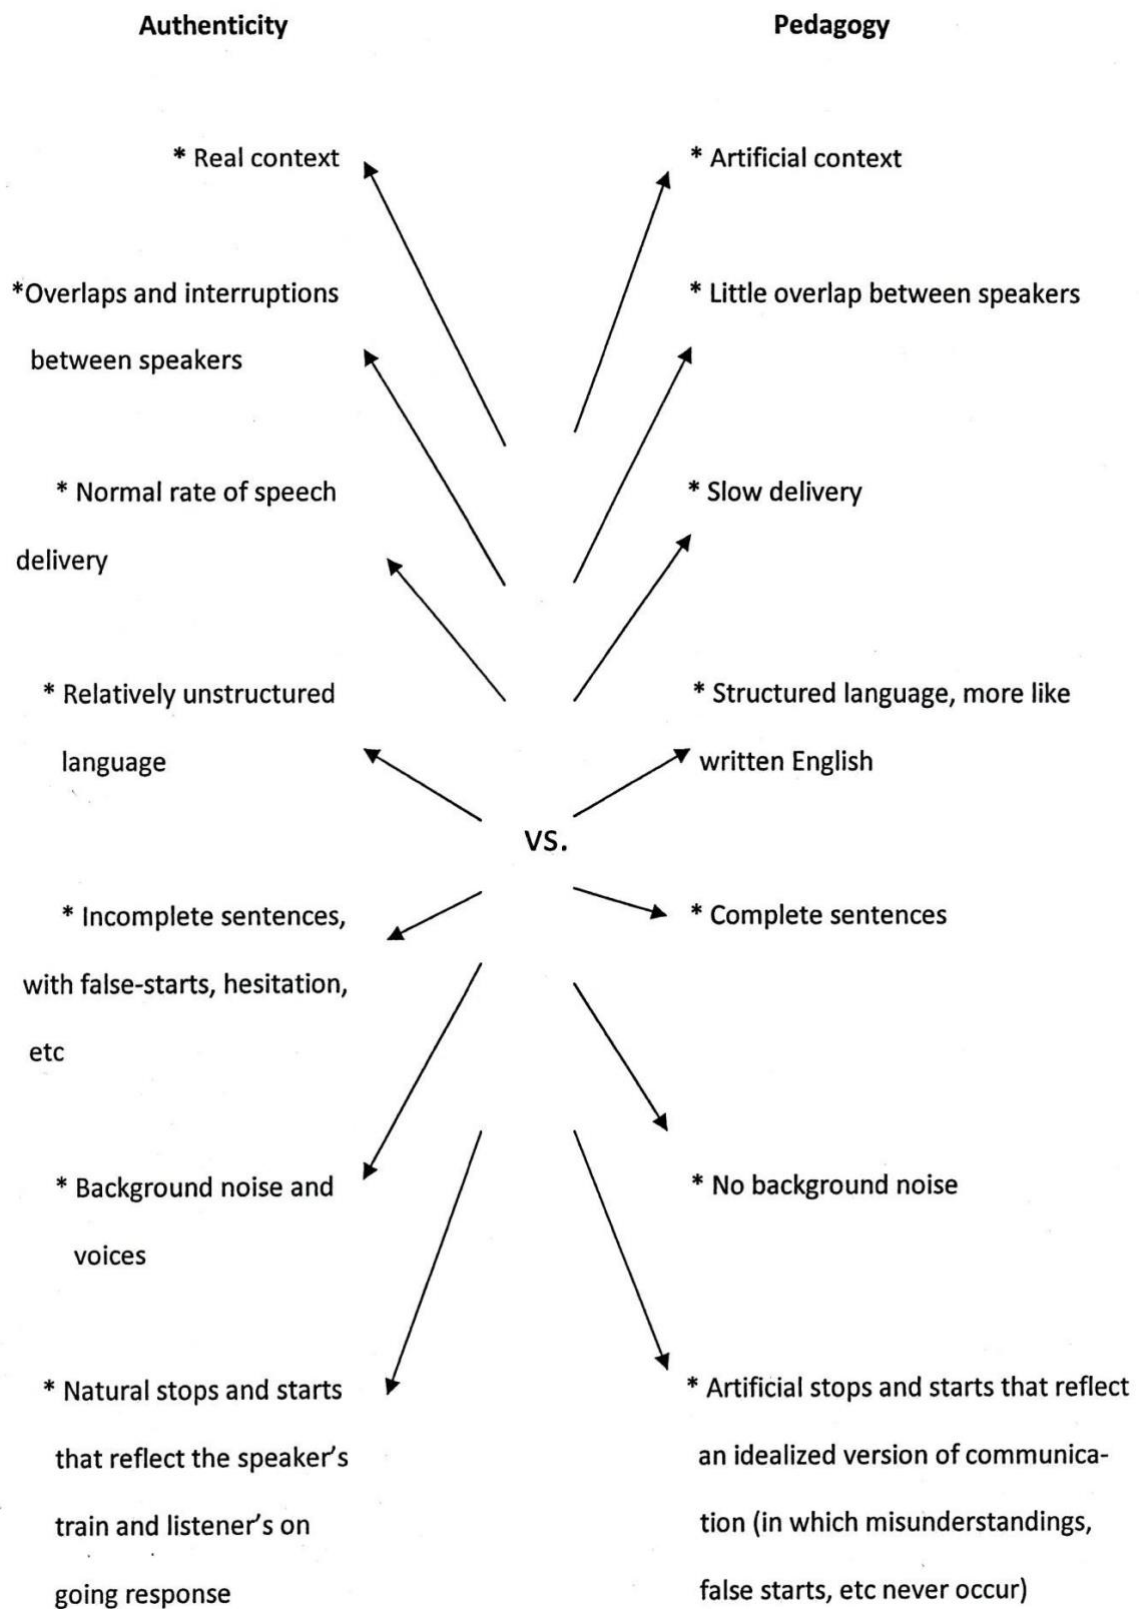 Authenticity
Pedagogy
* Real context
* Artificial context
*Overlaps and interruptions
between speakers
* Little overlap between speakers
* Normal rate of speech
delivery
* Slow delivery
* Relatively unstructured
language
* Structured language, more like
written English
vs.
* Incomplete sentences,
with false-starts, hesitation,
etc
* Complete sentences
* Background noise and
voices
* No background noise
* Natural stops and starts
that reflect the speaker's
train and listener's on
going response
* Artificial stops and starts that reflect
an idealized version of communica-
tion (in which misunderstandings,
false starts, etc never occur)